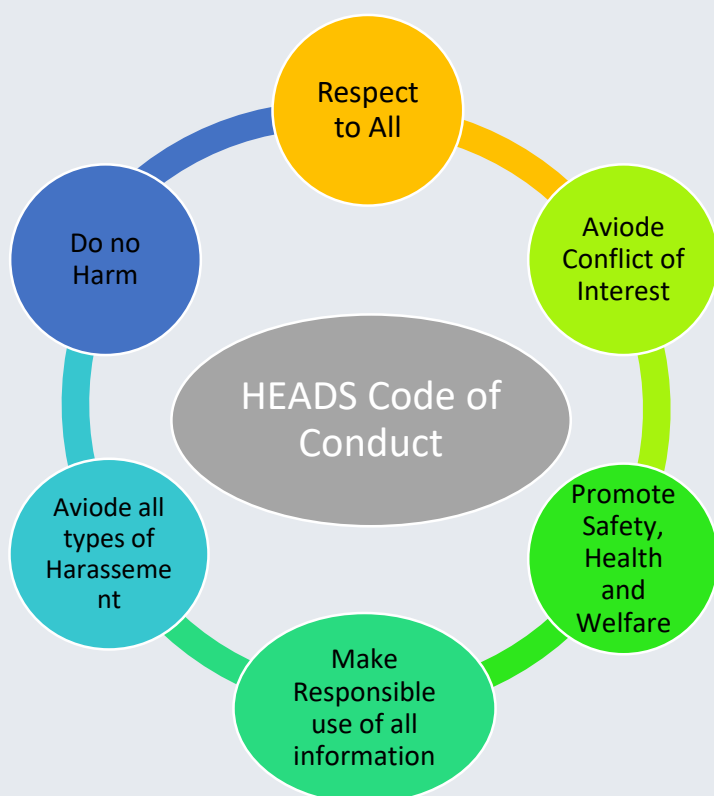 Respect
to All
Aviode
Conflict of
Interest
Promote
Safety,
Health
and
Welfare
Make
Responsible
use of all
information
Aviode all
types of
Harasseme
nt
Do no
Harm
HEADS Code of
Conduct